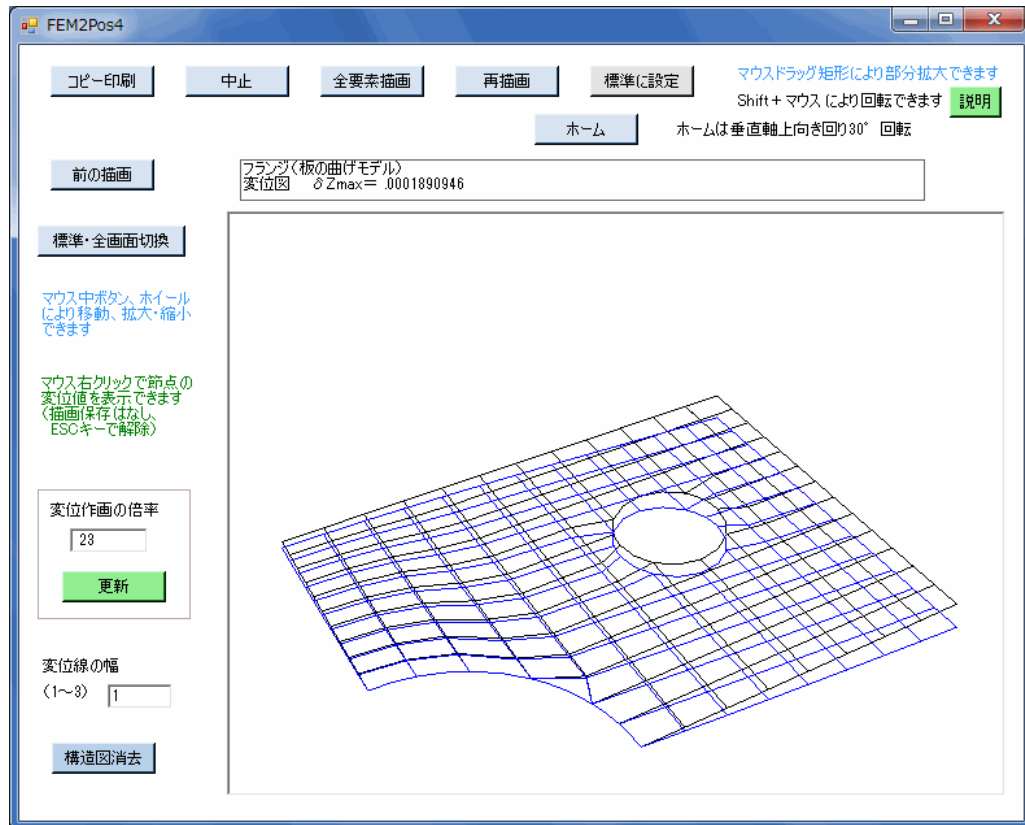 FEM2Pos4
コピー印刷
中止
全要素描画
再描画
標準に設定
マウスドラッグ矩形により部分拡大できます
Shift+マウスにより回転できます
説明
ホーム
ホームは垂直軸上向き回り30° 回転
前の描画
フランジ(板の曲げモデル)
変位図 δZmax= .0001890946
標準・全画面切換
マウス中ボタン、ホイール
により移動、拡大・縮小
できます
マウス右クリックで節点の
変位値を表示できます
(描画保存はなし、
ESCキーで解除)
変位作画の倍率
23
更新
変位線の幅
(1~3) 1
構造図消去